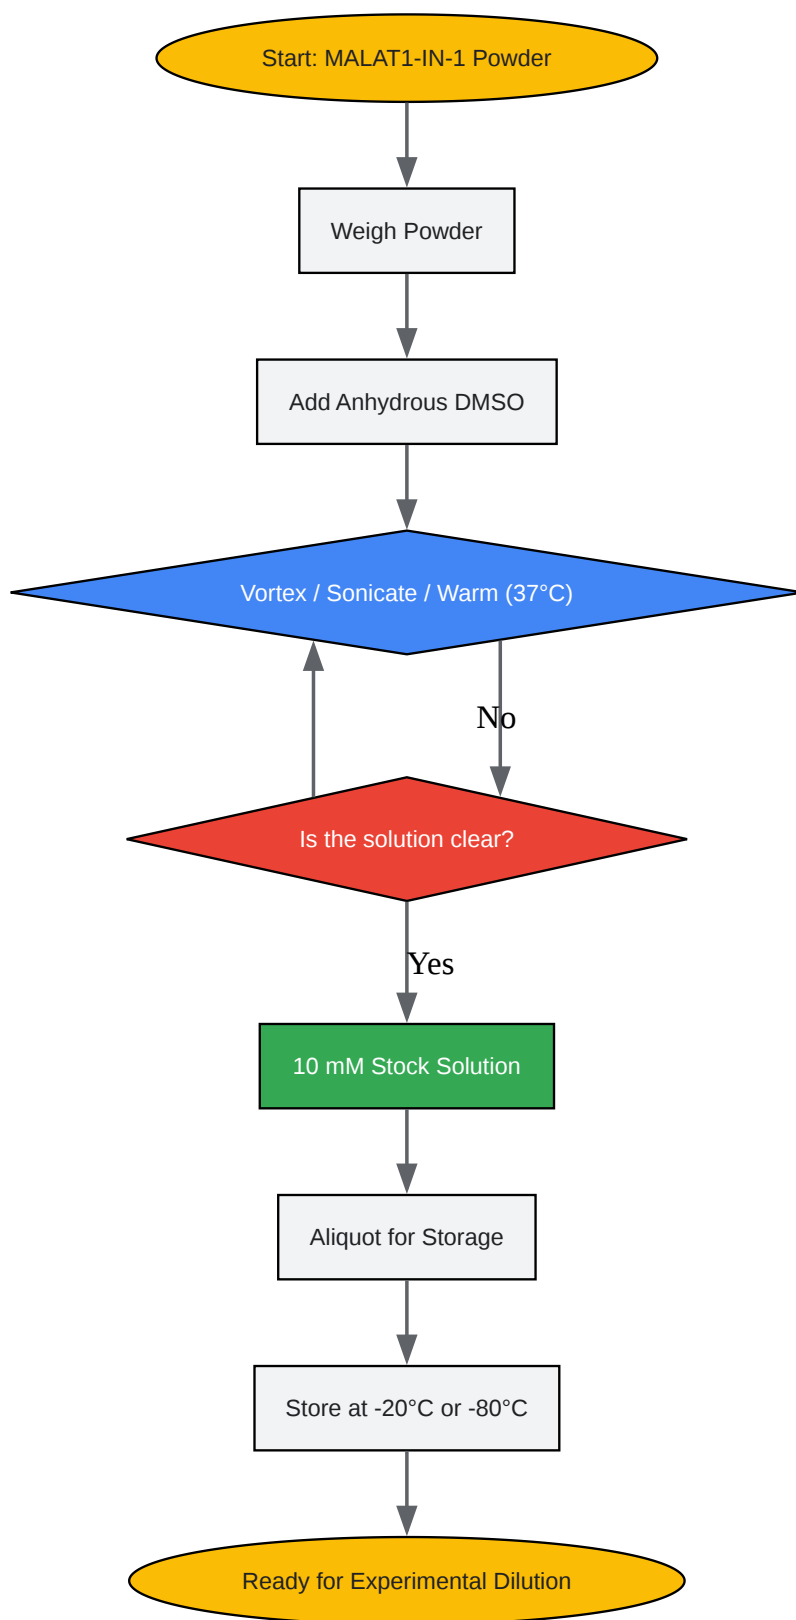 Start: MALAT1-IN-1 Powder
Weigh Powder
Add Anhydrous DMSO
Vortex / Sonicate / Warm (37°C)
No
Is the solution clear?
Yes
10 mM Stock Solution
Aliquot for Storage
Store at -20°C or -80°C
Ready for Experimental Dilution